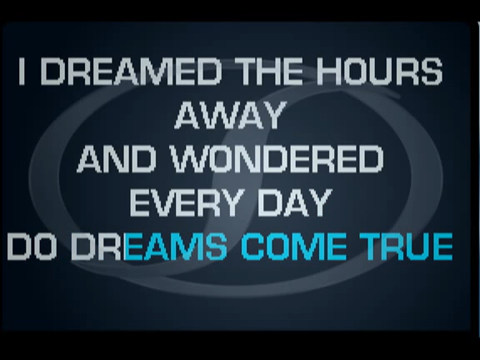 I DREAMED THE HOURS
AWAY
AND WONDERED
EVERY DAY
DO DREAMS COME TRUE